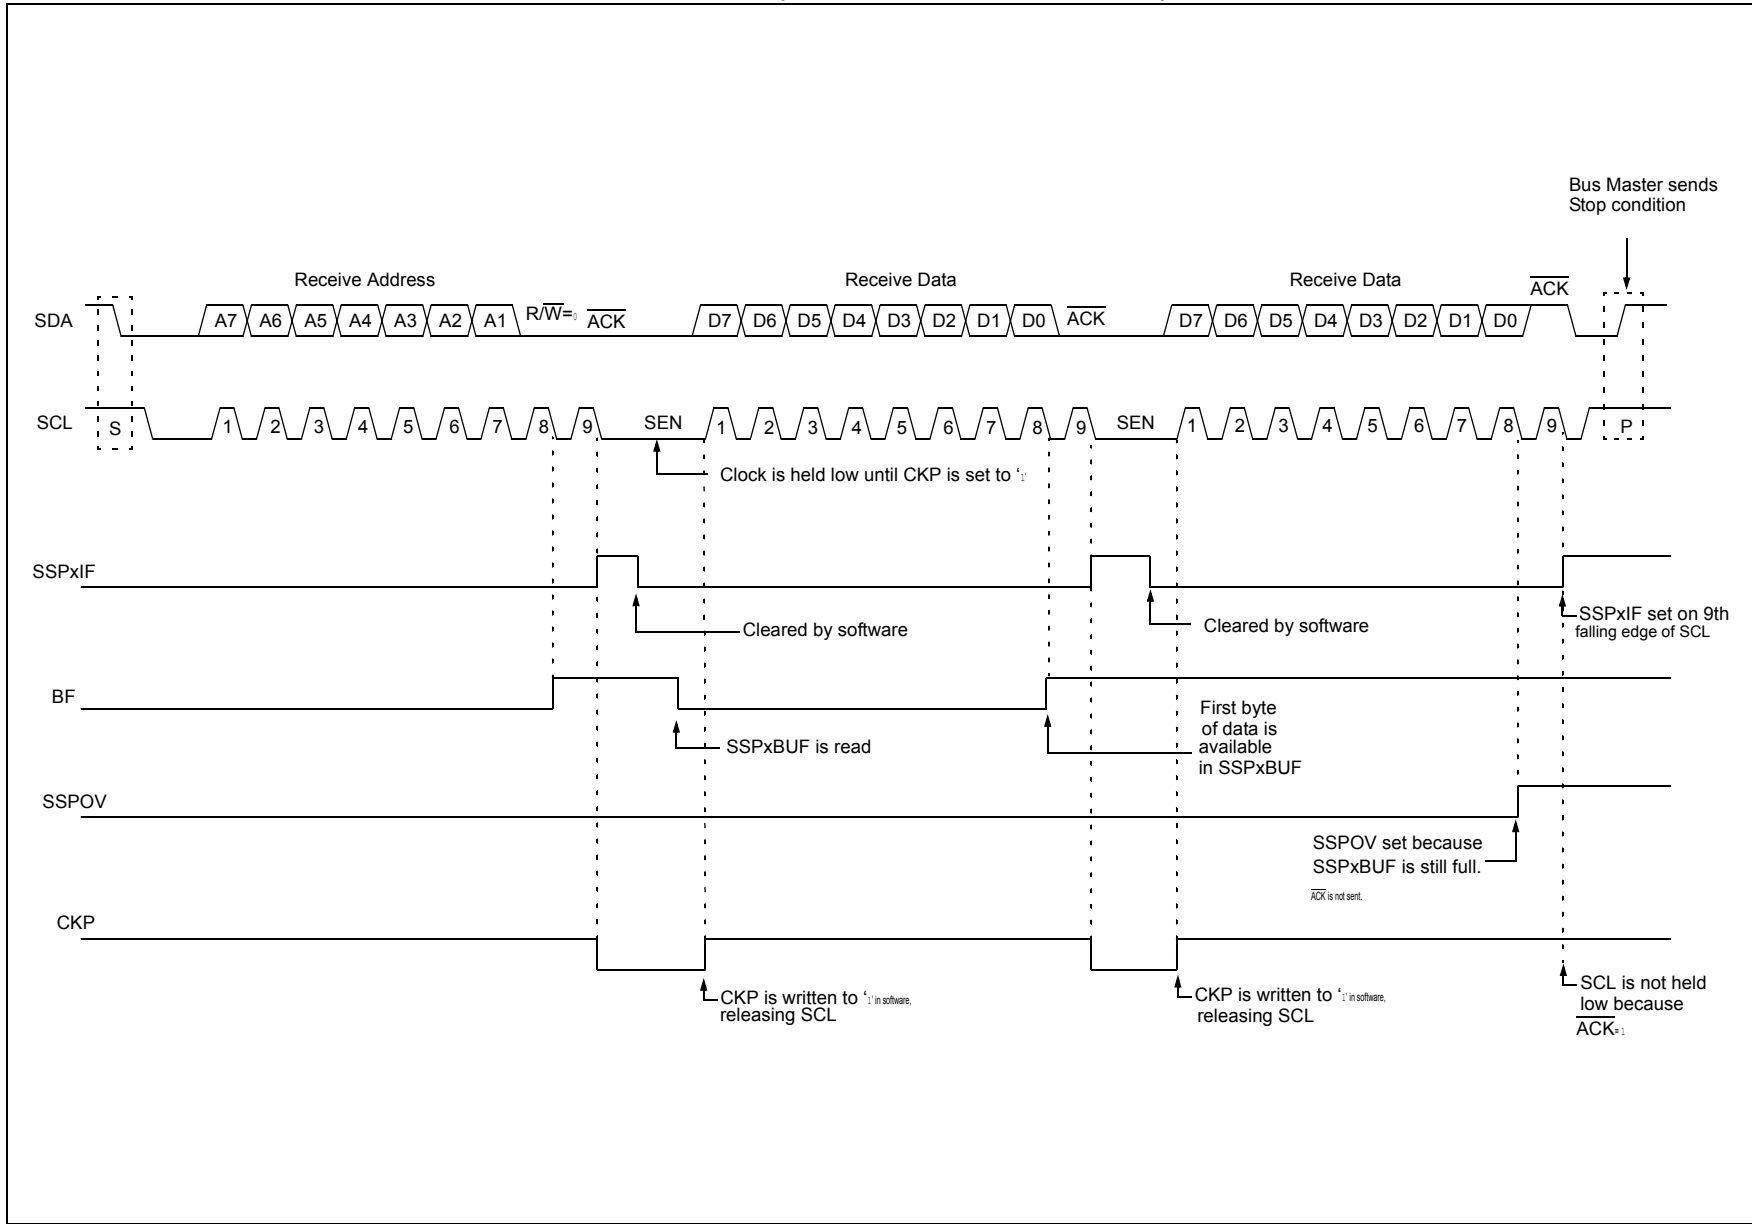 Bus Master sends
Stop condition
Receive Address
Receive Data
Receive Data
ACK
SDA
A7 A6 A5 A4 A3 A2 A1 R/W=0 ACK
D7 D6 D5 D4 D3 D2 D1 D0 ACK
D7 D6 D5 D4 D3 D2 D1 D0
SCL
S 1 2 3 4 5 6 7 8 9 SEN 1 2 3 4 5 6 7 8 9 SEN 1 2 3 4 5 6 7 8 9 P
Clock is held low until CKP is set to ‘1’
SSPxIF
Cleared by software
Cleared by software
SSPxIF set on 9th
falling edge of SCL
BF
SSPxBUF is read
First byte
of data is
available
in SSPxBUF
SSPOV
SSPOV set because
SSPxBUF is still full.
ACK is not sent.
CKP
CKP is written to ‘1’ in software,
releasing SCL
CKP is written to ‘1’ in software,
releasing SCL
SCL is not held
low because
ACK= 1